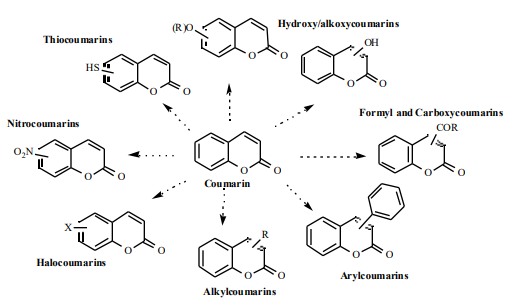 Hydroxy/alkoxycoumarins
Thiocoumarins
(R)O
O
O
OH
O
O
HS
O
O
Formyl and Carboxycoumarins
COR
O
O
Nitrocoumarins
O₂N
O
O
O
O
Coumarin
X
O
O
Halocoumarins
R
O
O
Alkylcoumarins
O
O
Arylcoumarins